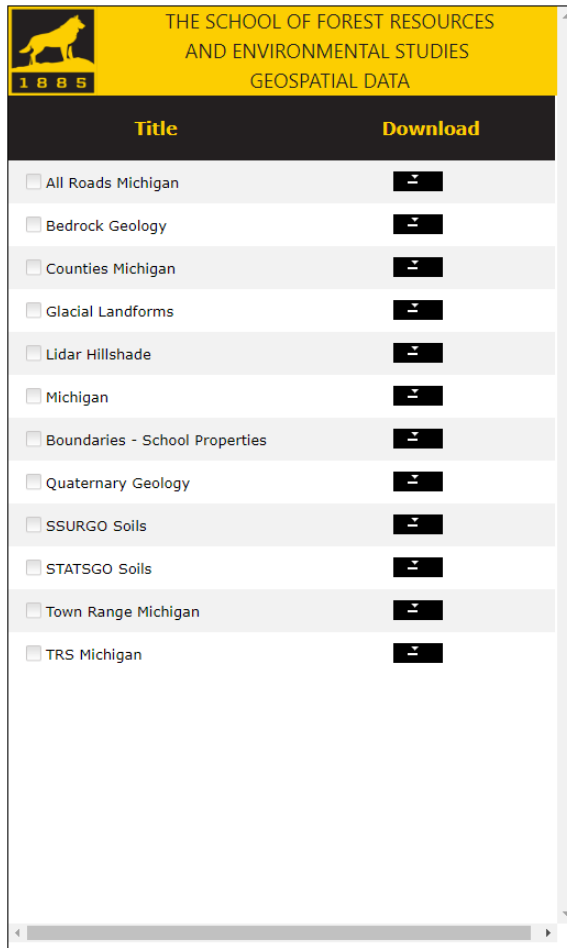 THE SCHOOL OF FOREST RESOURCES
AND ENVIRONMENTAL STUDIES
GEOSPATIAL DATA
1885
Title Download
All Roads Michigan
Bedrock Geology
Counties Michigan
Glacial Landforms
Lidar Hillshade
Michigan
Boundaries - School Properties
Quaternary Geology
SSURGO Soils
STATSGO Soils
Town Range Michigan
TRS Michigan